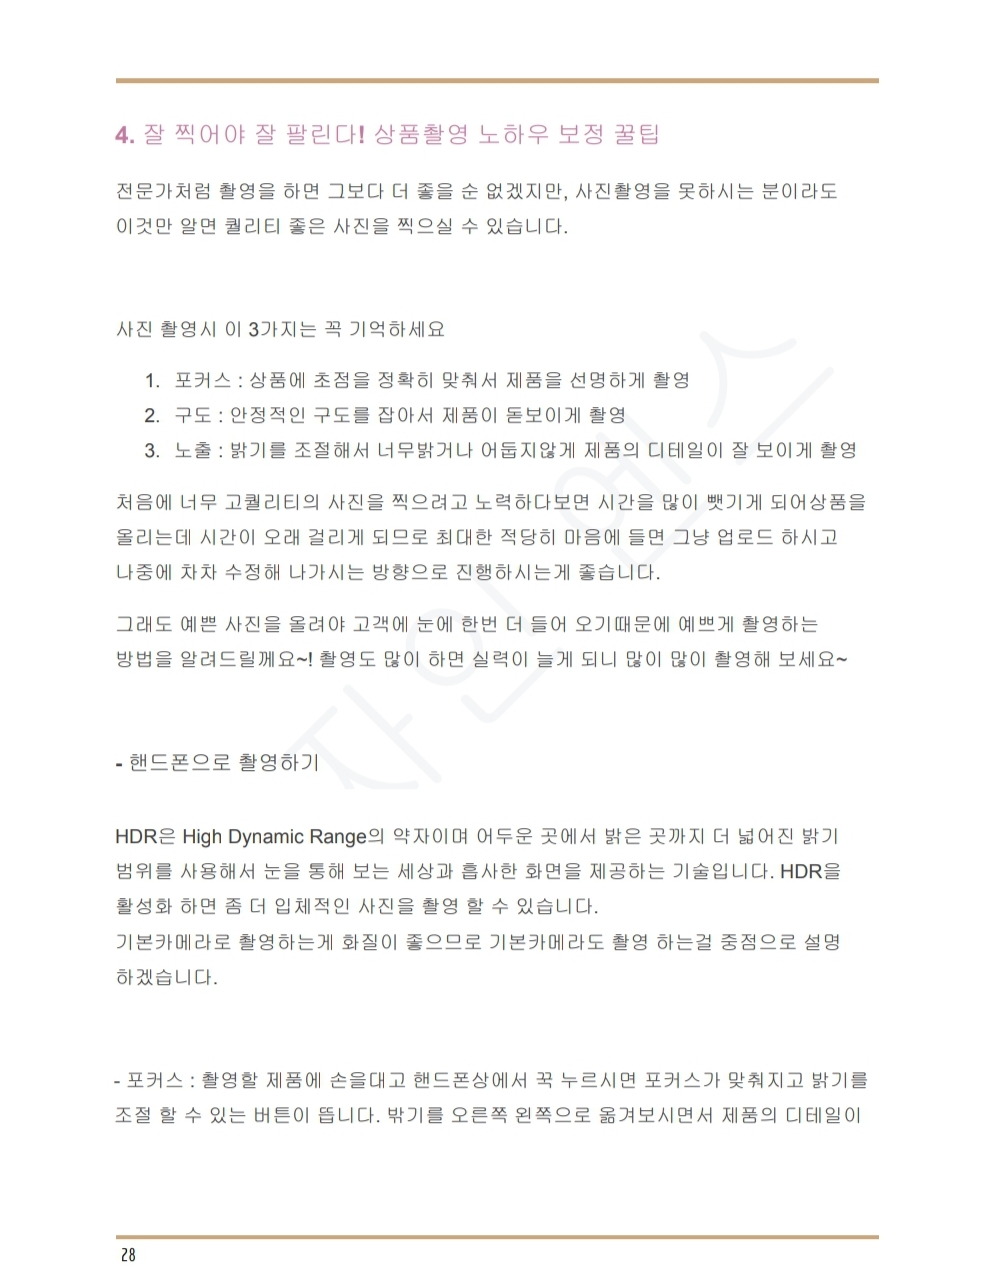 4. 잘 찍어야 잘 팔린다! 상품촬영 노하우 보정 꿀팁
전문가처럼 촬영을 하면 그보다 더 좋을 순 없겠지만, 사진촬영을 못하시는 분이라도
이것만 알면 퀄리티 좋은 사진을 찍으실 수 있습니다.
사진 촬영시 이 3가지는 꼭 기억하세요
1. 포커스 : 상품에 초점을 정확히 맞춰서 제품을 선명하게 촬영
2. 구도 : 안정적인 구도를 잡아서 제품이 돋보이게 촬영
3. 노출 : 밝기를 조절해서 너무밝거나 어둡지않게 제품의 디테일이 잘 보이게 촬영
처음에 너무 고퀄리티의 사진을 찍으려고 노력하다보면 시간을 많이 뺏기게 되어상품을
올리는데 시간이 오래 걸리게 되므로 최대한 적당히 마음에 들면 그냥 업로드 하시고
나중에 차차 수정해 나가시는 방향으로 진행하시는게 좋습니다.
그래도 예쁜 사진을 올려야 고객에 눈에 한번 더 들어 오기때문에 예쁘게 촬영하는
방법을 알려드릴께요~! 촬영도 많이 하면 실력이 늘게 되니 많이 많이 촬영해 보세요~
자인 엔스
- 핸드폰으로 촬영하기
HDR은 High Dynamic Range의 약자이며 어두운 곳에서 밝은 곳까지 더 넓어진 밝기
범위를 사용해서 눈을 통해 보는 세상과 흡사한 화면을 제공하는 기술입니다. HDR을
활성화 하면 좀 더 입체적인 사진을 촬영 할 수 있습니다.
기본카메라로 촬영하는게 화질이 좋으므로 기본카메라도 촬영 하는걸 중점으로 설명
하겠습니다.
- 포커스 : 촬영할 제품에 손을대고 핸드폰상에서 꾹 누르시면 포커스가 맞춰지고 밝기를
조절 할 수 있는 버튼이 뜹니다. 밖기를 오른쪽 왼쪽으로 옮겨보시면서 제품의 디테일이
28